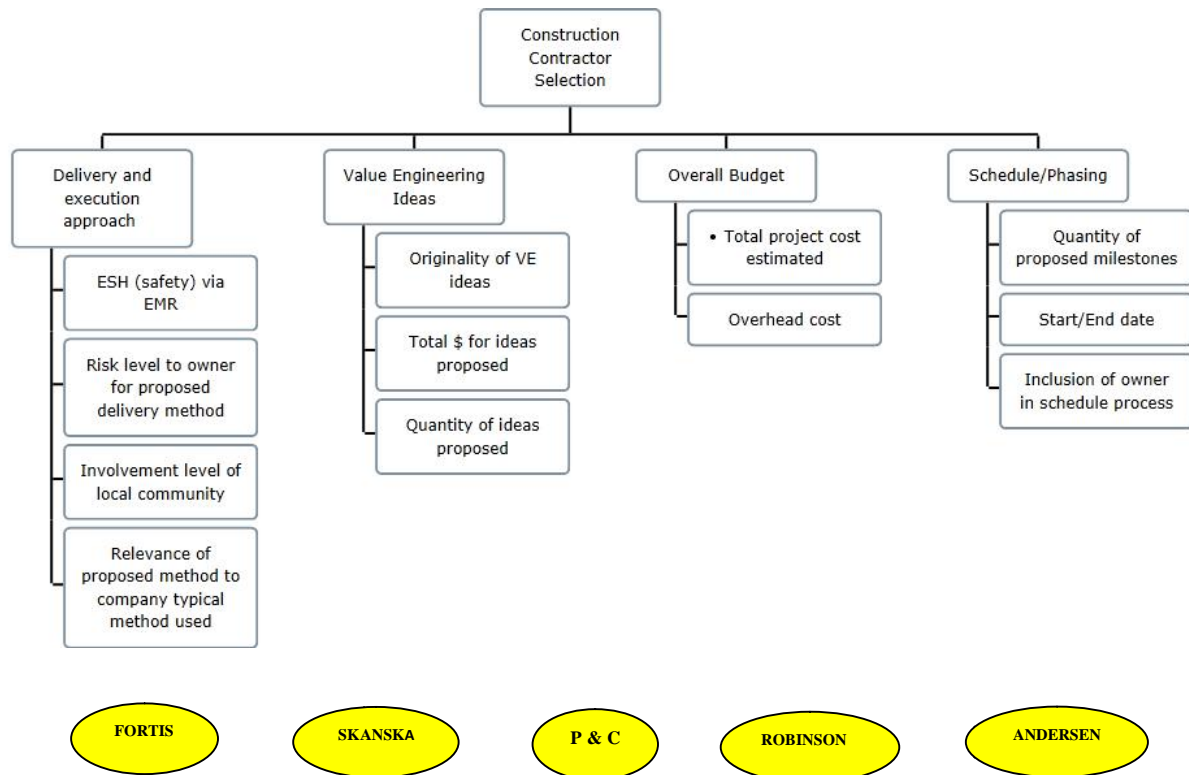 Construction
Contractor
Selection
Delivery and
execution
approach
ESH (safety) via
EMR
Risk level to owner
for proposed
delivery method
Involvement level of
local community
Relevance of
proposed method to
company typical
method used
Value Engineering
Ideas
Originality of VE
ideas
Total $ for ideas
proposed
Quantity of ideas
proposed
Overall Budget
• Total project cost
estimated
Overhead cost
Schedule/Phasing
Quantity of
proposed milestones
Start/End date
Inclusion of owner
in schedule process
FORTIS
SKANSKA
P & C
ROBINSON
ANDERSEN